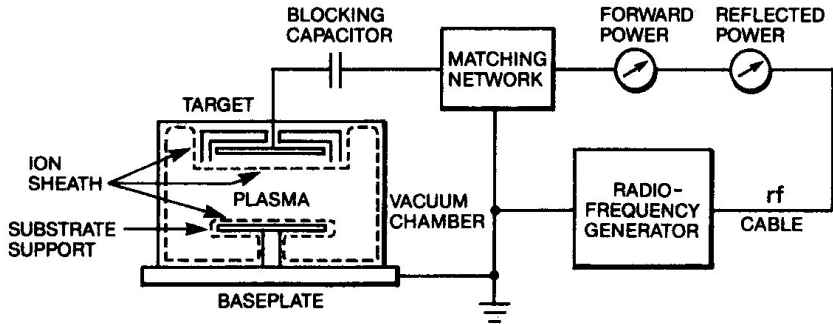 BLOCKING
CAPACITOR
FORWARD
POWER
REFLECTED
POWER
MATCHING
NETWORK
TARGET
ION
SHEATH
PLASMA
VACUUM
CHAMBER
SUBSTRATE
SUPPORT
BASEPLATE
RADIO-
FREQUENCY
GENERATOR
rf
CABLE